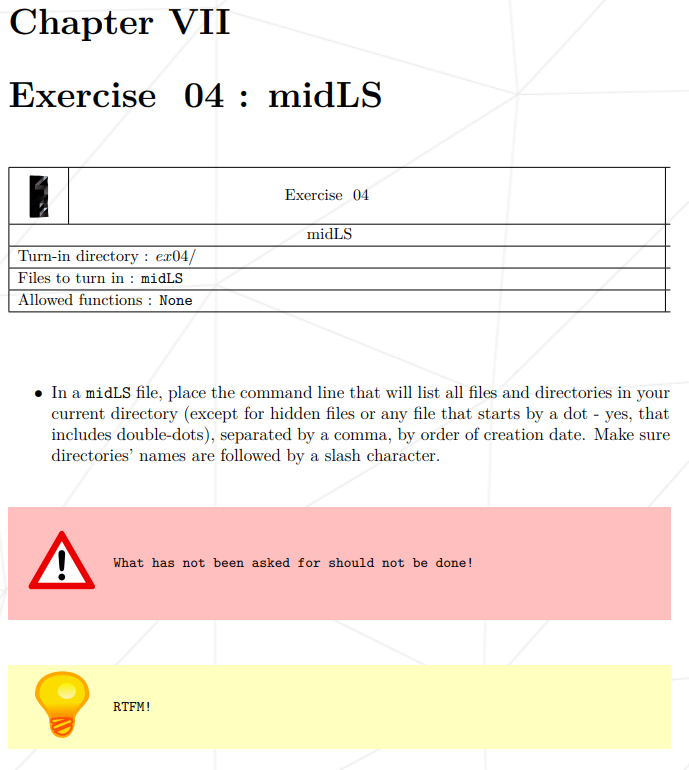 Chapter VII
Exercise 04 : midLS
Exercise 04
midLS
Turn-in directory : ex04/
Files to turn in : midLS
Allowed functions : None
• In a midLS file, place the command line that will list all files and directories in your
current directory (except for hidden files or any file that starts by a dot - yes, that
includes double-dots), separated by a comma, by order of creation date. Make sure
directories' names are followed by a slash character.
What has not been asked for should not be done!
RTFM!